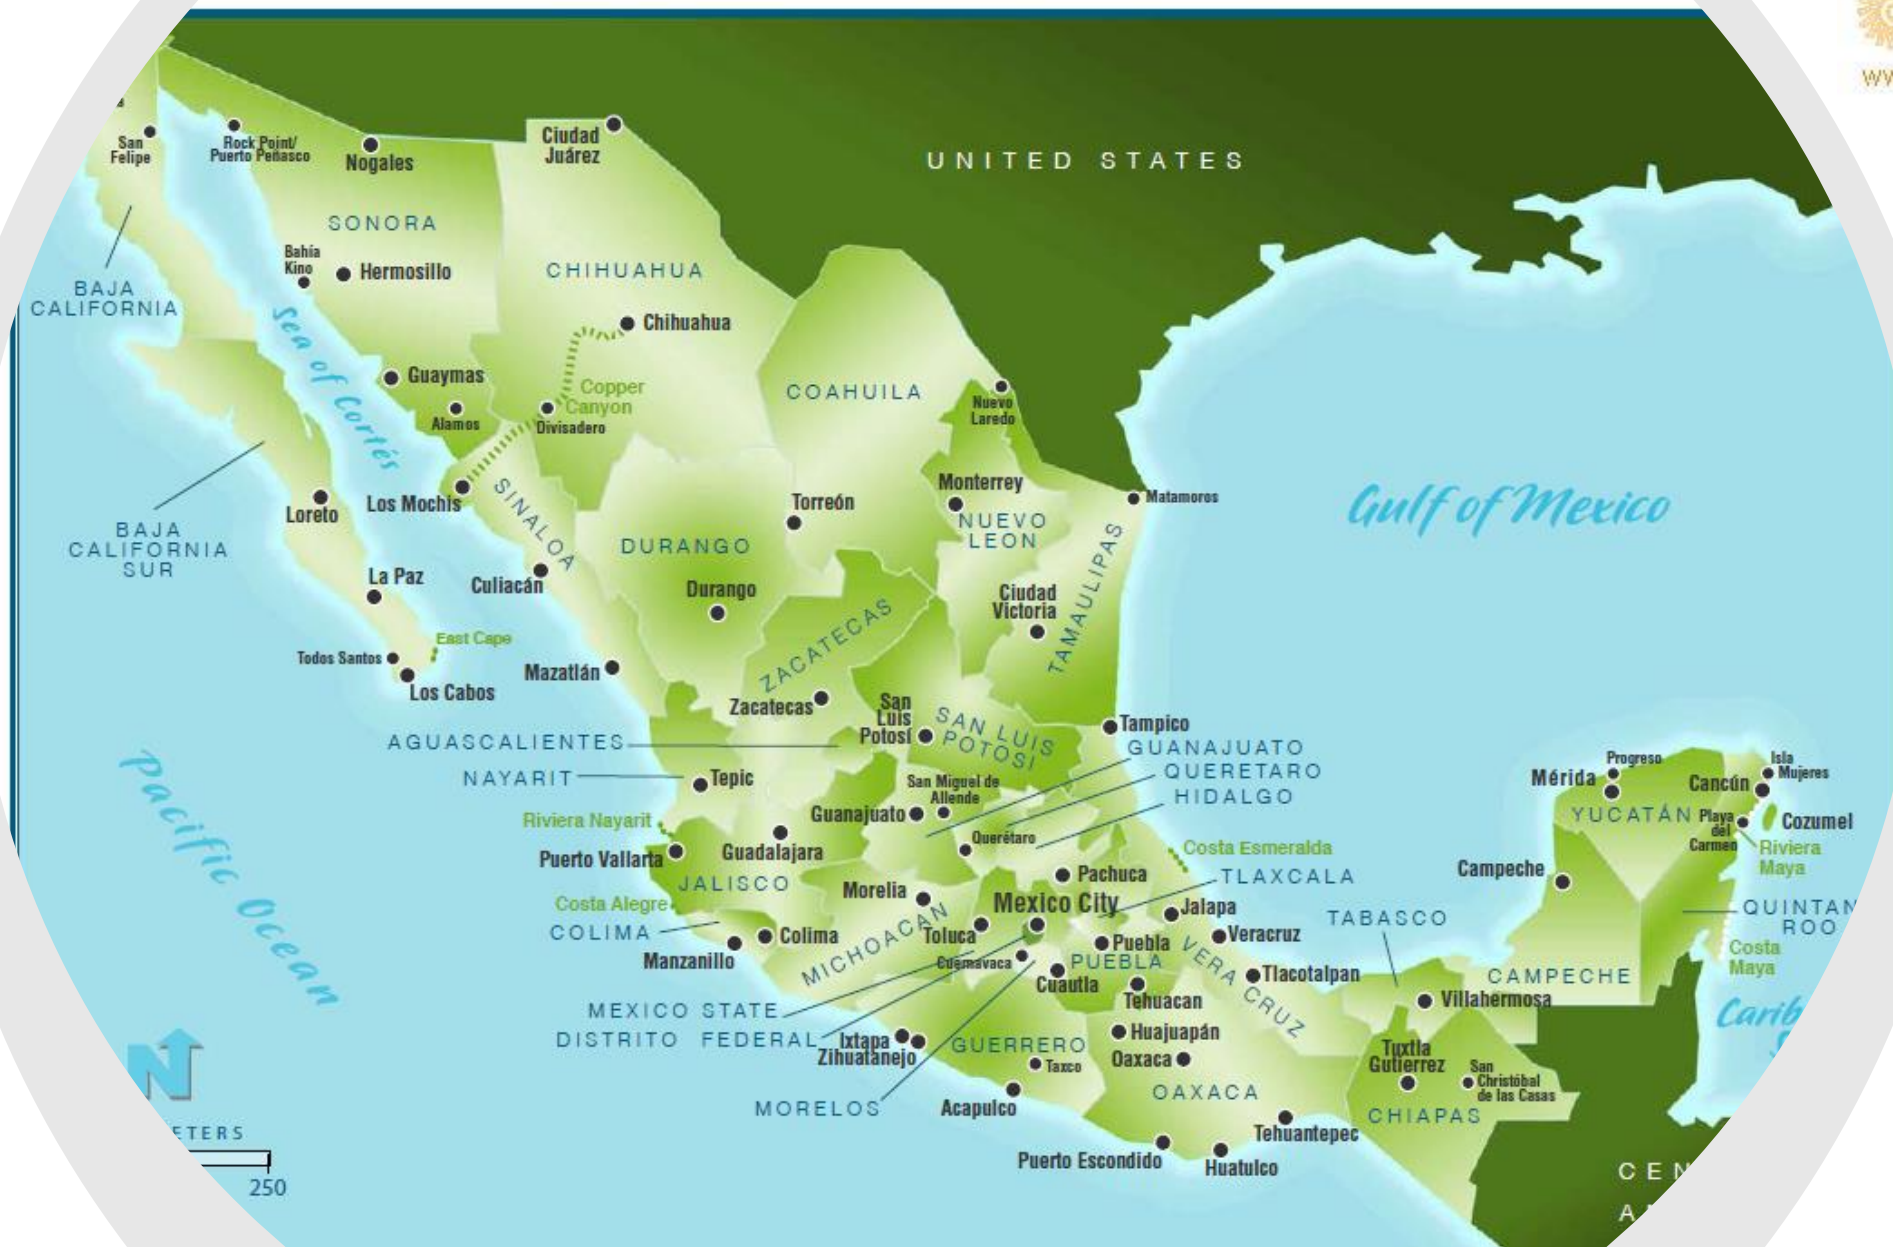 UNITED STATES
San
Felipe
Rock Point/
Puerto Peñasco
Nogales
Ciudad
Juárez
SONORA
Bahía
Kino
Hermosillo
CHIHUAHUA
Chihuahua
BAJA
CALIFORNIA
Sea of Cortés
Guaymas
Alamos
Copper
Canyon
Divisadero
COAHUILA
Nuevo
Laredo
Los Mochis
SINALOA
Loreto
BAJA
CALIFORNIA
SUR
La Paz
Culiacán
DURANGO
Durango
Torreón
Monterrey
NUEVO
LEON
Matamoros
Gulf of Mexico
TAMAULIPAS
Ciudad
Victoria
East Cape
Todos Santos
Los Cabos
Mazatlán
ZACATECAS
Zacatecas
San
Luis
Potosí
SAN LUIS
POTOSI
Tampico
AGUASCALIENTES
NAYARIT
Tepic
GUANAJUATO
QUERETARO
HIDALGO
San Miguel de
Allende
Guanajuato
Querétaro
Riviera Nayarit
Puerto Vallarta
Guadalajara
JALISCO
Costa Alegre
COLIMA
Colima
Manzanillo
Pacific Ocean
Morelia
MICHOACAN
Mexico City
Toluca
Cuernavaca
Pachuca
Costa Esmeralda
TLAXCALA
Jalapa
Veracruz
Puebla
PUEBLA
Cuautla
Tehuacan
VERA CRUZ
Tlacotalpan
MEXICO STATE
DISTRITO FEDERAL
Ixtapa
Zihuatanejo
GUERRERO
Taxco
MORELOS
Acapulco
Huajuapán
Oaxaca
OAXACA
Puerto Escondido
Huatulco
Tehuantepec
TABASCO
Villahermosa
Tuxtla
Gutierrez
San
Christóbal
de las Casas
CHIAPAS
Campeche
CAMPECHE
Progreso
Mérida
YUCATÁN
Cancún
Isla
Mujeres
Playa
del
Carmen
Cozumel
Riviera
Maya
QUINTAN
ROO
Costa
Maya
Carib
CEN
N
ETERS
250